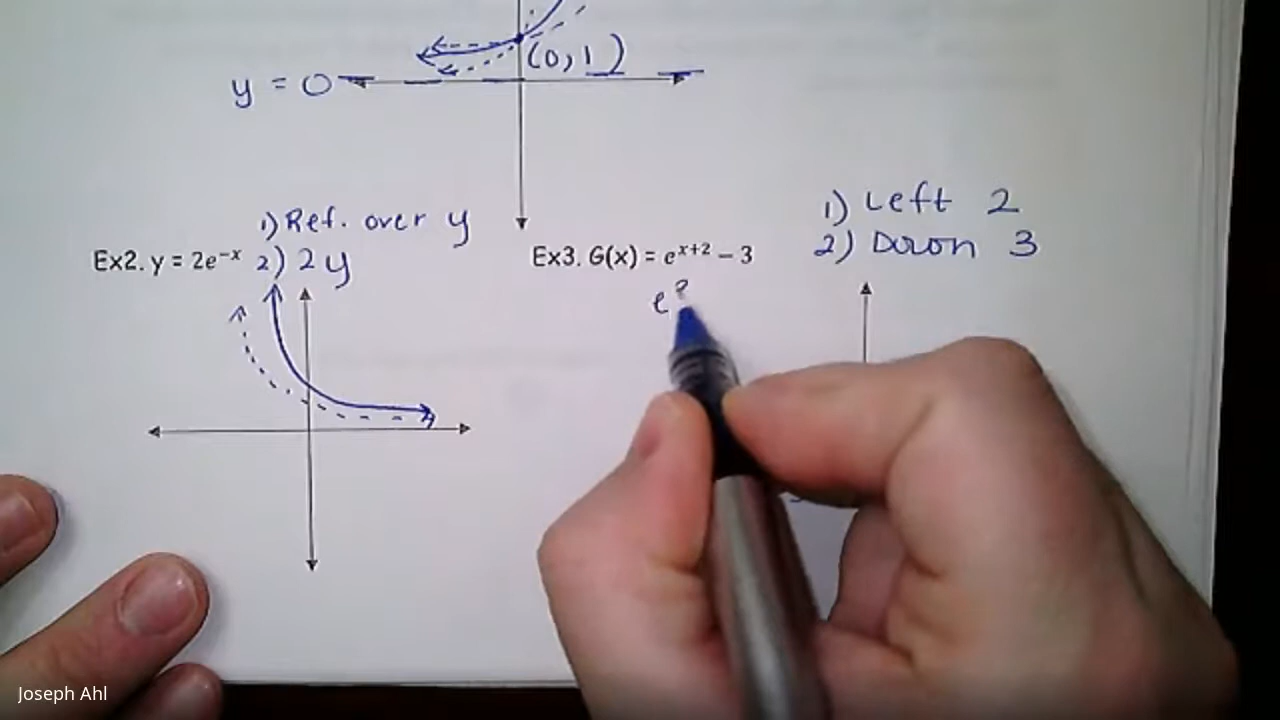 (0, 1)
y = 0
1) Ref. over y
Ex2. y = 2e^{-x} 2) 2y
Ex3. G(x) = e^{x+2} – 3
1) Left 2
2) Down 3
e
Joseph Ahl